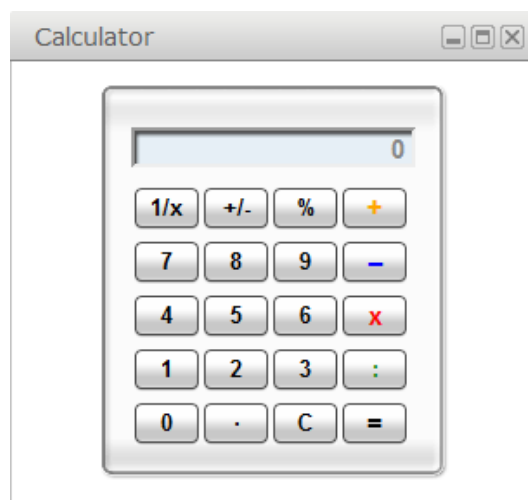 Calculator
0
1/x +/- % +
7 8 9 –
4 5 6 x
1 2 3 :
0 . C =